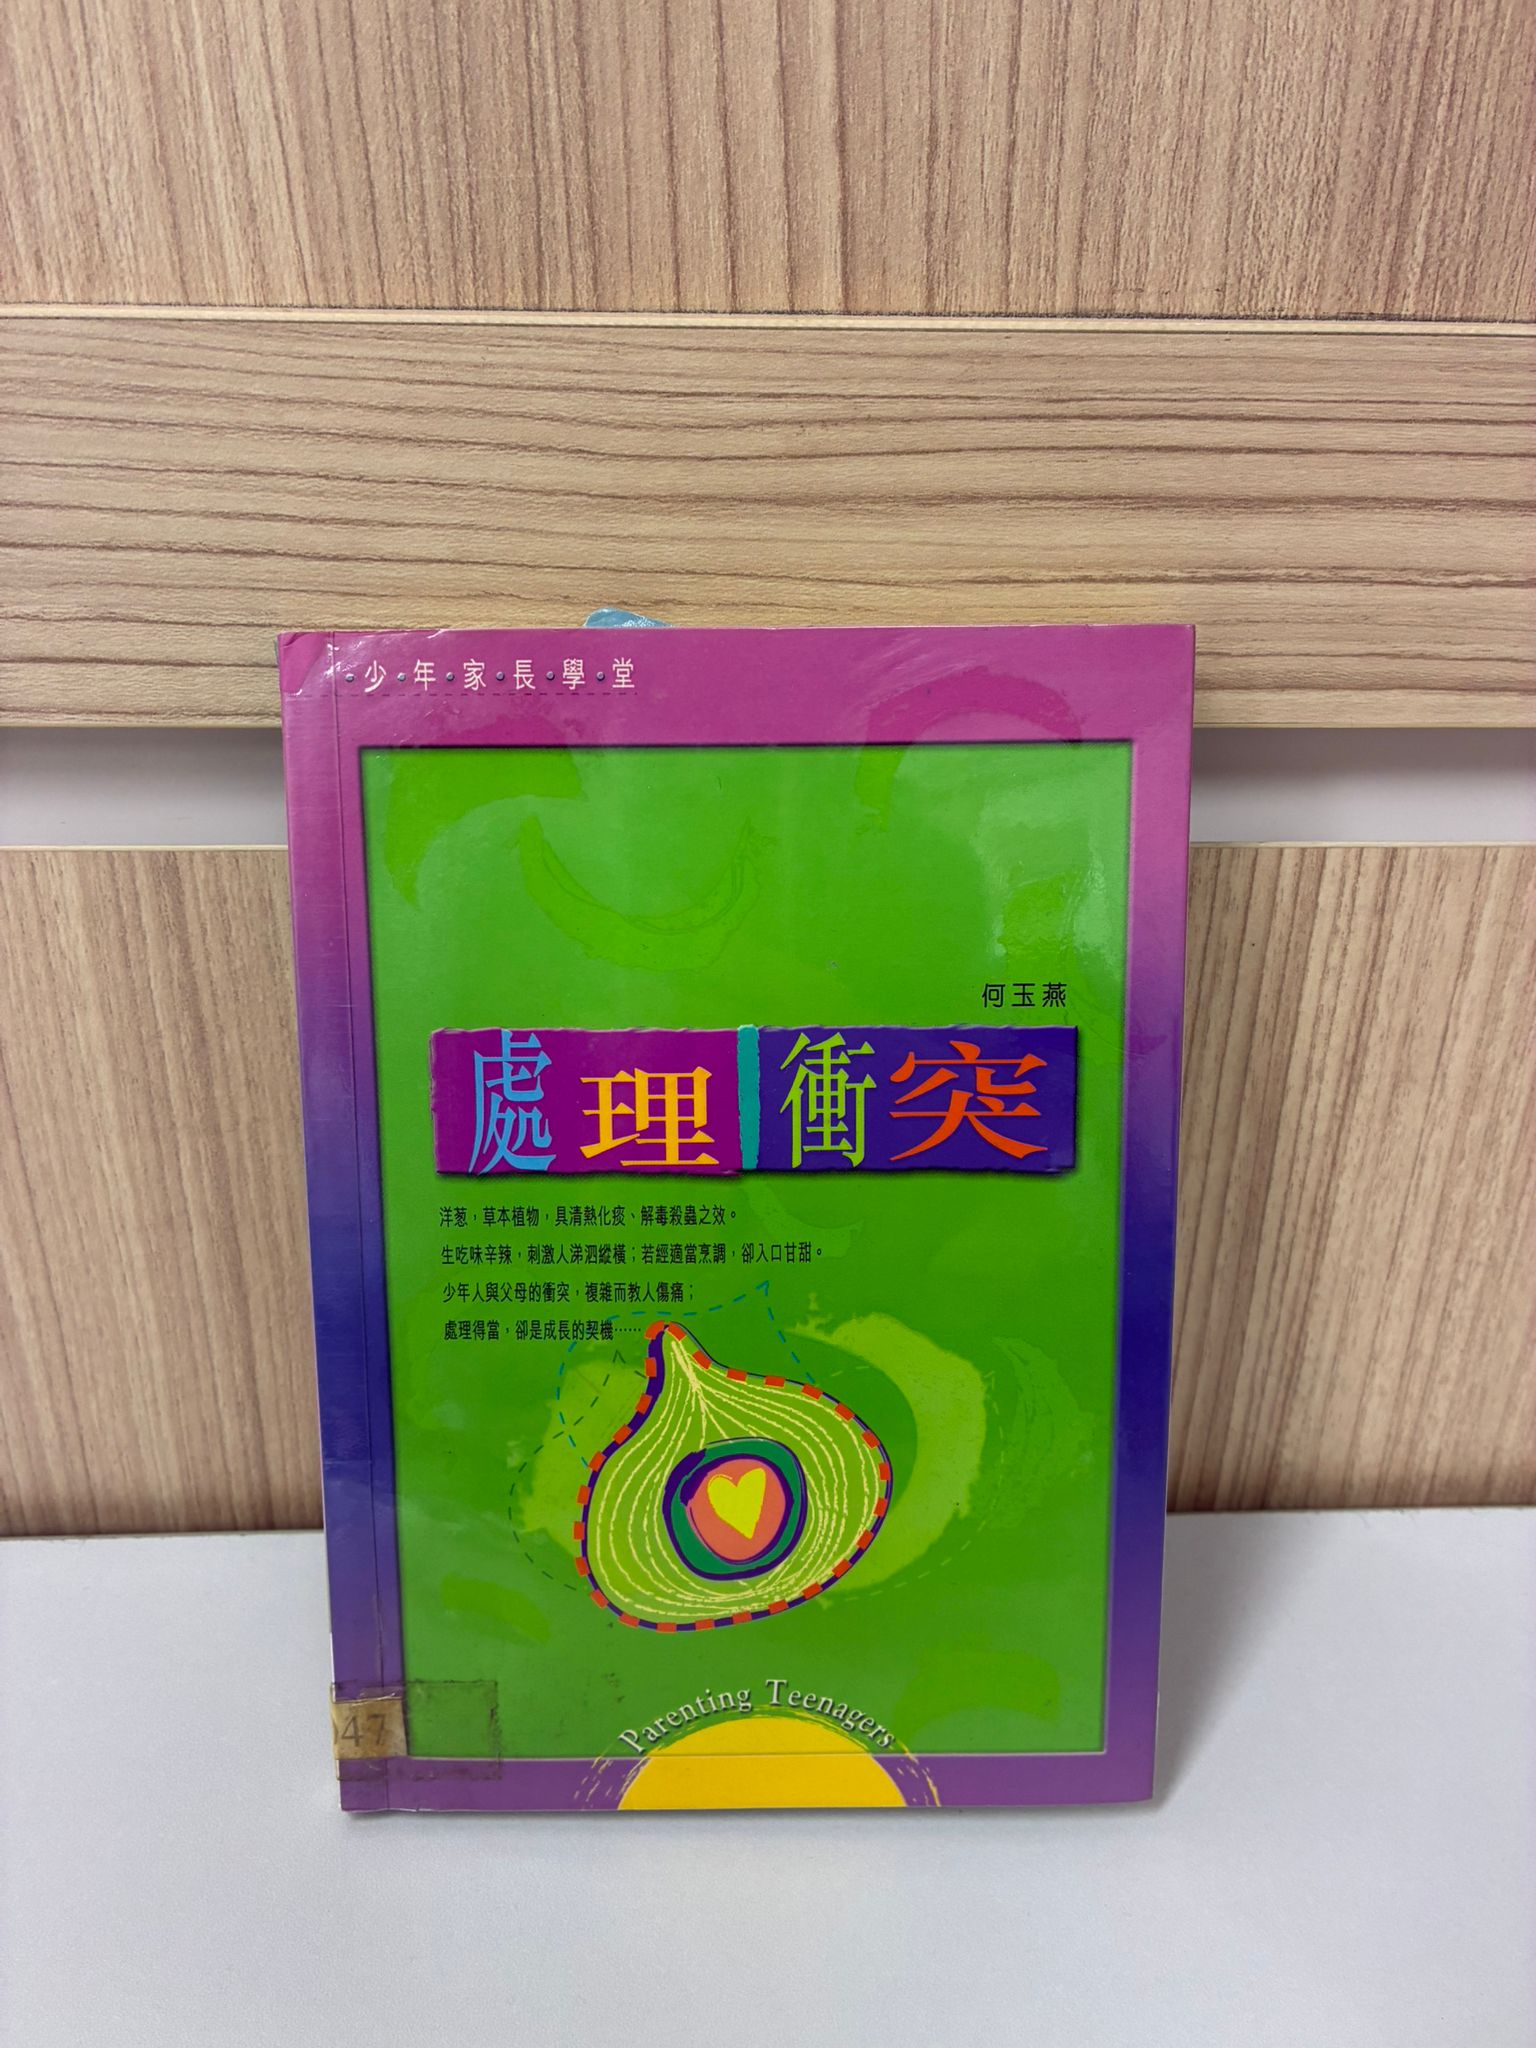 ·少·年·家·長·學·堂
何玉燕
處理衝突
洋葱，草本植物，具清熱化痰、解毒殺蟲之效。
生吃味辛辣，刺激人涕泗縱橫；若經適當烹調，卻入口甘甜。
少年人與父母的衝突，複雜而教人傷痛；
處理得當，卻是成長的契機……
Parenting Teenagers
47